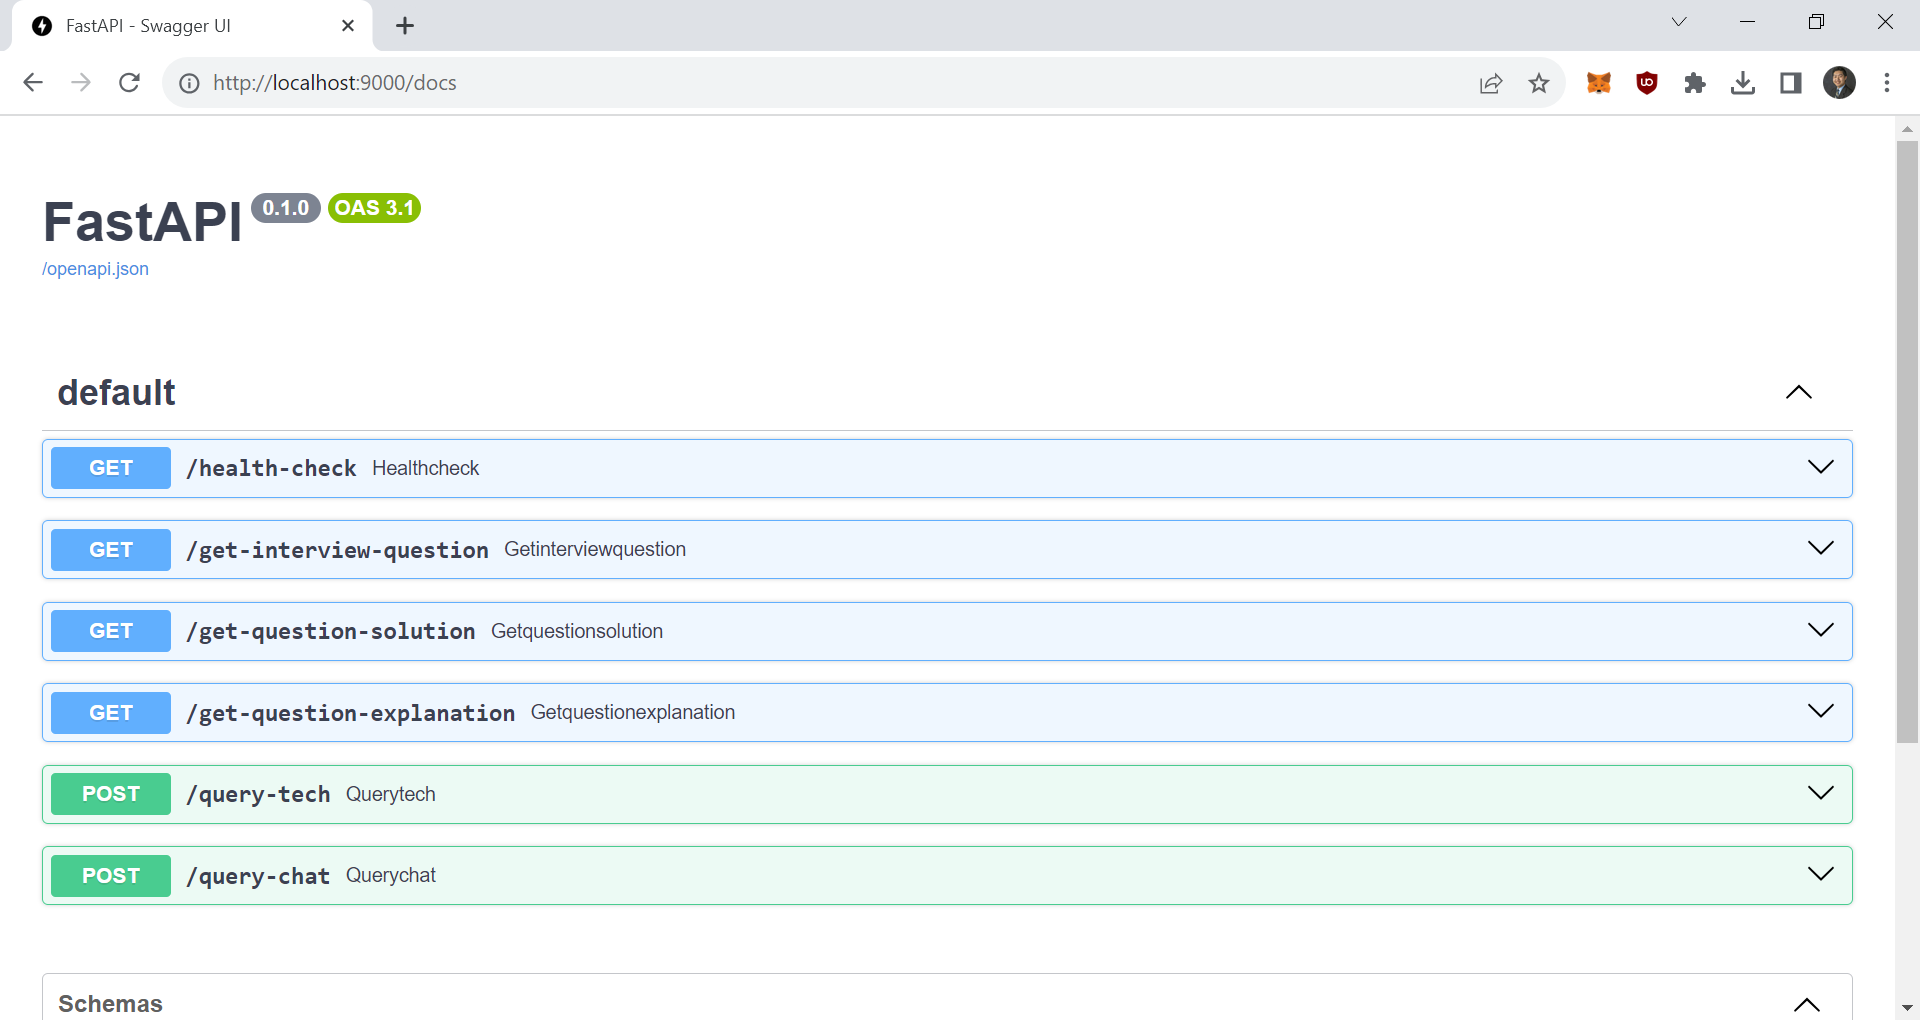 FastAPI - Swagger UI
http://localhost:9000/docs
FastAPI 0.1.0 OAS 3.1
/openapi.json
default
GET /health-check Healthcheck
GET /get-interview-question Getinterviewquestion
GET /get-question-solution Getquestionsolution
GET /get-question-explanation Getquestionexplanation
POST /query-tech Querytech
POST /query-chat Querychat
Schemas